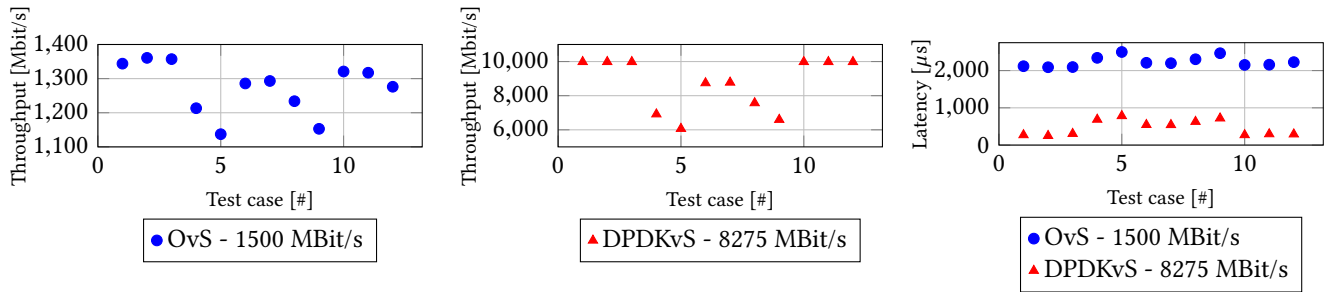 Throughput [Mbit/s]
1,400
1,300
1,200
1,100
0
5
10
Test case [#]
OvS - 1500 MBit/s
Throughput [Mbit/s]
10,000
8,000
6,000
0
5
10
Test case [#]
DPDKvS - 8275 MBit/s
Latency [µs]
2,000
1,000
0
0
5
10
Test case [#]
OvS - 1500 MBit/s
DPDKvS - 8275 MBit/s